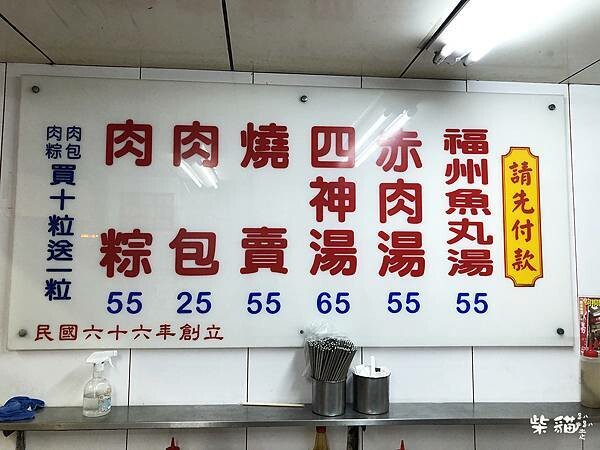 請先付款
福州魚丸湯
55
赤肉湯
55
四神湯
65
燒賣
55
肉包
25
肉粽
55
肉粽 肉包
買十粒送一粒
民國六十六年創立
柴貓